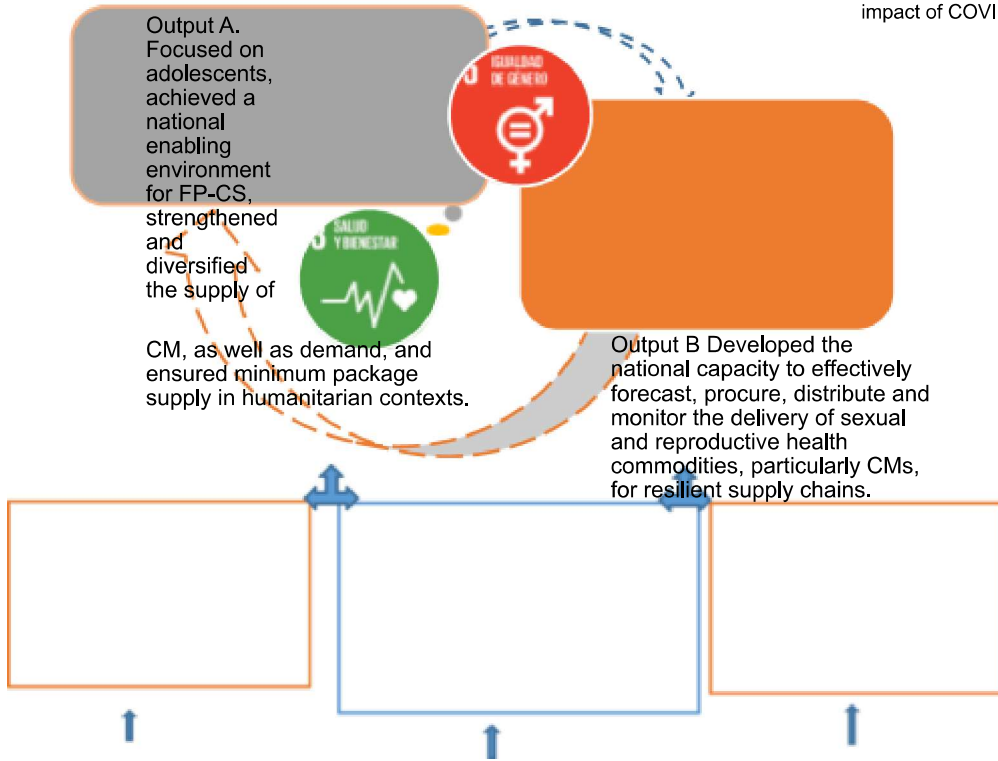 impact of COVI
Output A.
Focused on
adolescents,
achieved a
national
enabling
environment
for FP-CS,
strengthened
and
diversified
the supply of
CM, as well as demand, and
ensured minimum package
supply in humanitarian contexts.
5 IGUALDAD
DE GÉNERO
3 SALUD
Y BIENESTAR
Output B Developed the
national capacity to effectively
forecast, procure, distribute and
monitor the delivery of sexual
and reproductive health
commodities, particularly CMs,
for resilient supply chains.